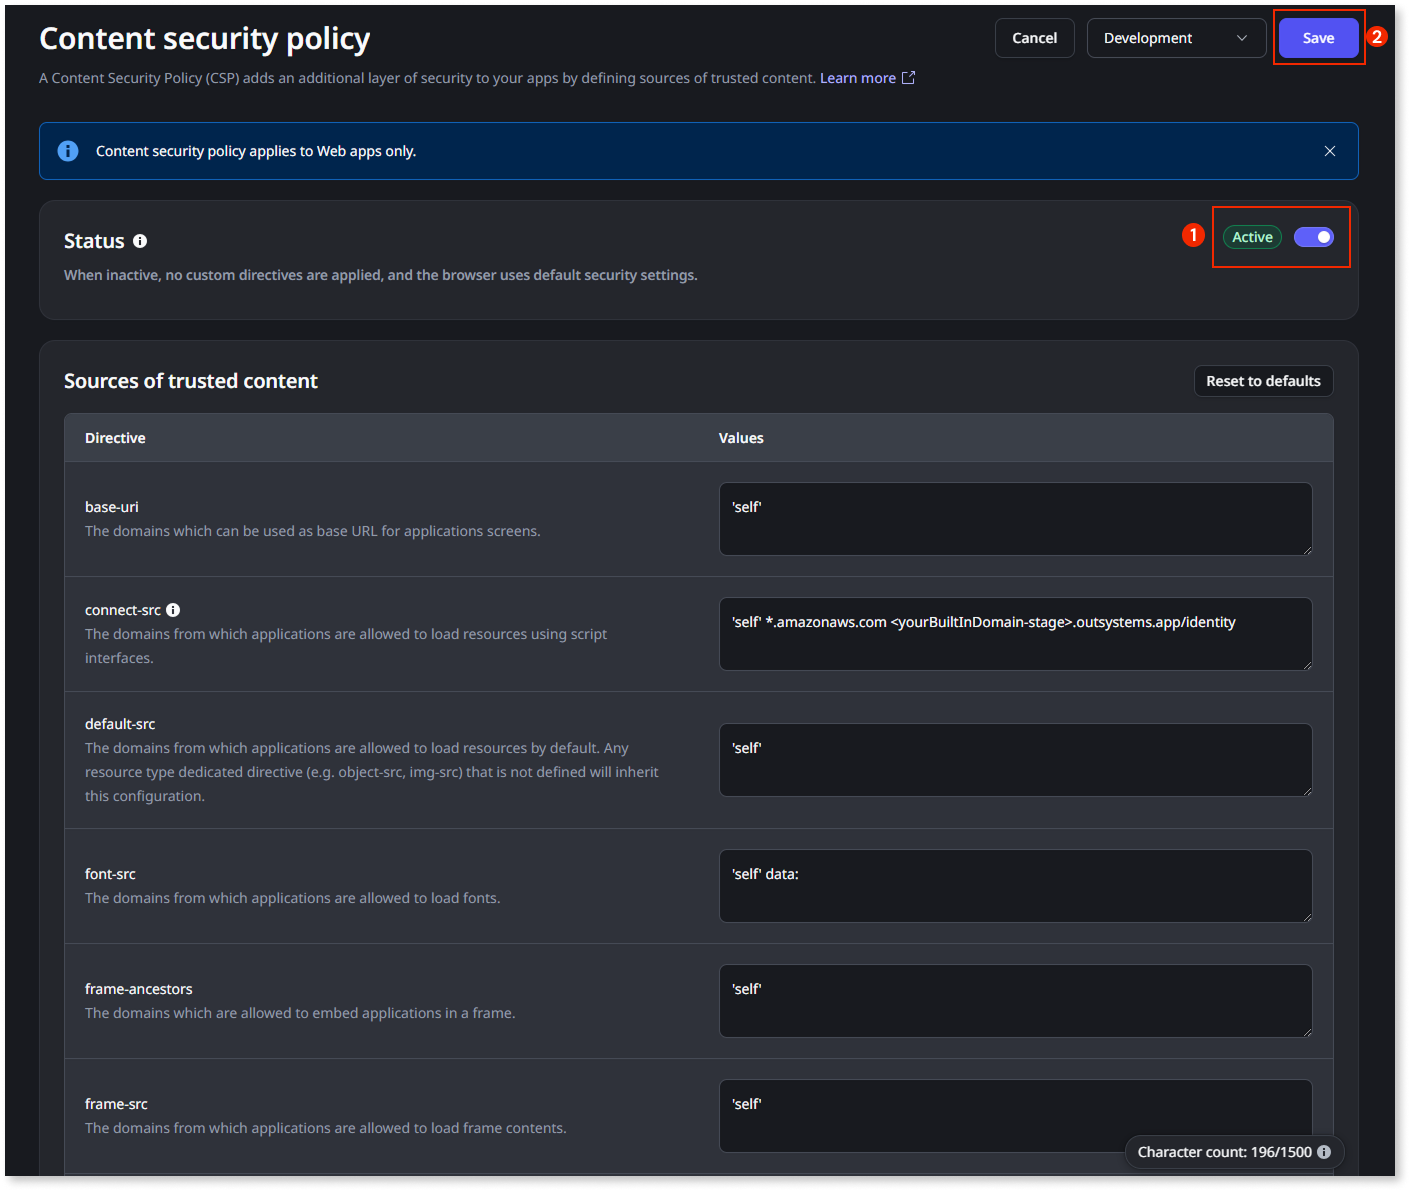 Content security policy
Cancel
Development
Save
2
A Content Security Policy (CSP) adds an additional layer of security to your apps by defining sources of trusted content. Learn more
Content security policy applies to Web apps only.
Status
1
Active
When inactive, no custom directives are applied, and the browser uses default security settings.
Sources of trusted content
Reset to defaults
Directive
Values
base-uri
The domains which can be used as base URL for applications screens.
'self'
connect-src
The domains from which applications are allowed to load resources using script
interfaces.
'self' *.amazonaws.com <yourBuiltInDomain-stage>.outsystems.app/identity
default-src
The domains from which applications are allowed to load resources by default. Any
resource type dedicated directive (e.g. object-src, img-src) that is not defined will inherit
this configuration.
'self'
font-src
The domains from which applications are allowed to load fonts.
'self' data:
frame-ancestors
The domains which are allowed to embed applications in a frame.
'self'
frame-src
The domains from which applications are allowed to load frame contents.
'self'
Character count: 196/1500